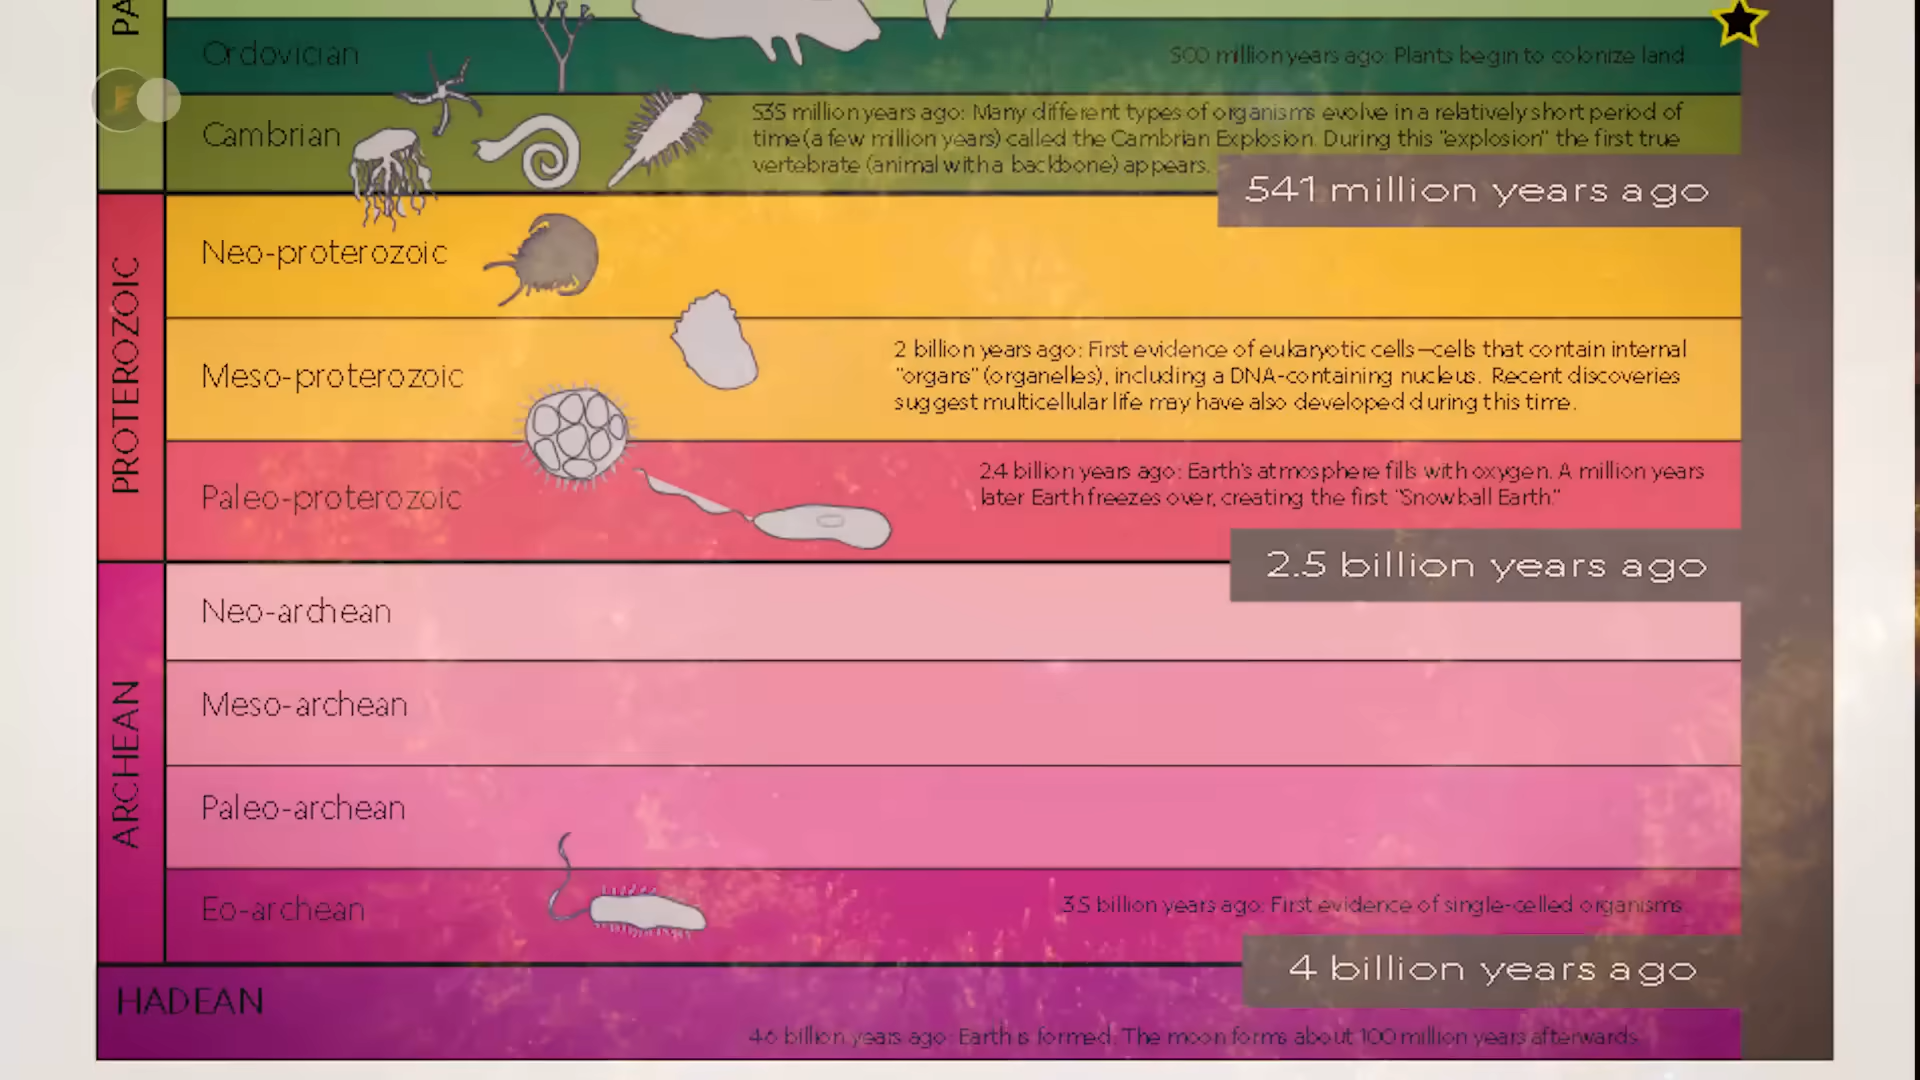 PA
Ordovician
500 million years ago: Plants begin to colonize land.
Cambrian
535 million years ago: Many different types of organisms evolve in a relatively short period of
time (a few million years) called the Cambrian Explosion. During this "explosion" the first true
vertebrate (animal with a backbone) appears.
541 million years ago
PROTEROZOIC
Neo-proterozoic
Meso-proterozoic
2 billion years ago: First evidence of eukaryotic cells—cells that contain internal
"organs" (organelles), including a DNA-containing nucleus. Recent discoveries
suggest multicellular life may have also developed during this time.
Paleo-proterozoic
2.4 billion years ago: Earth's atmosphere fills with oxygen. A million years
later Earth freezes over, creating the first "Snowball Earth."
2.5 billion years ago
ARCHEAN
Neo-archean
Meso-archean
Paleo-archean
Eo-archean
3.5 billion years ago: First evidence of single-celled organisms.
4 billion years ago
HADEAN
4.6 billion years ago: Earth is formed. The moon forms about 100 million years afterwards.